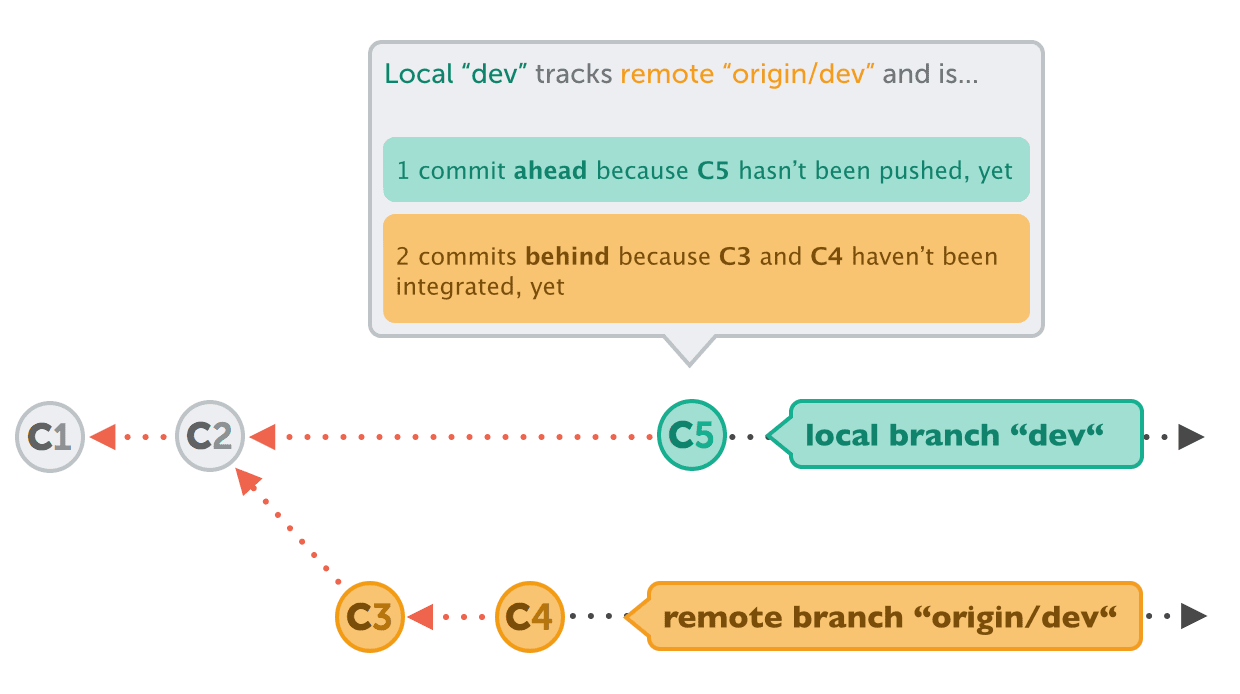 Local “dev” tracks remote “origin/dev” and is...
1 commit ahead because C5 hasn’t been pushed, yet
2 commits behind because C3 and C4 haven’t been
integrated, yet
C1
C2
C5
local branch “dev“
C3
C4
remote branch “origin/dev“